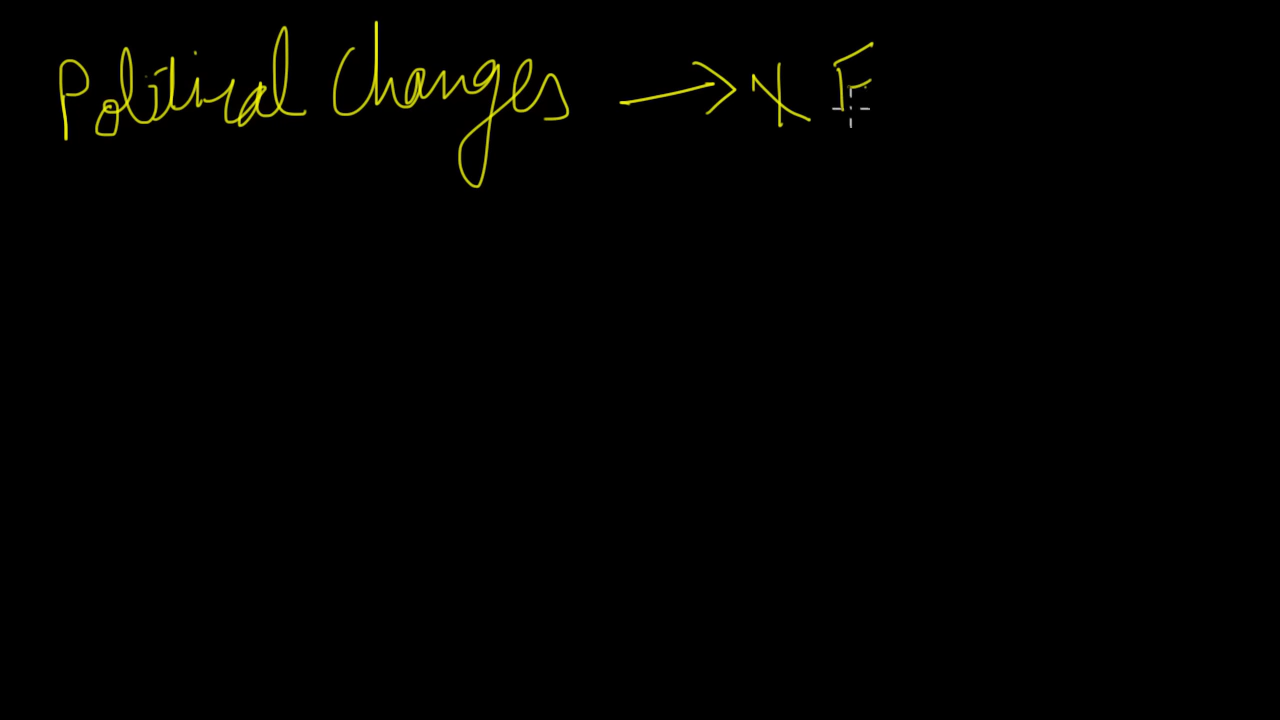 Political Changes → X F